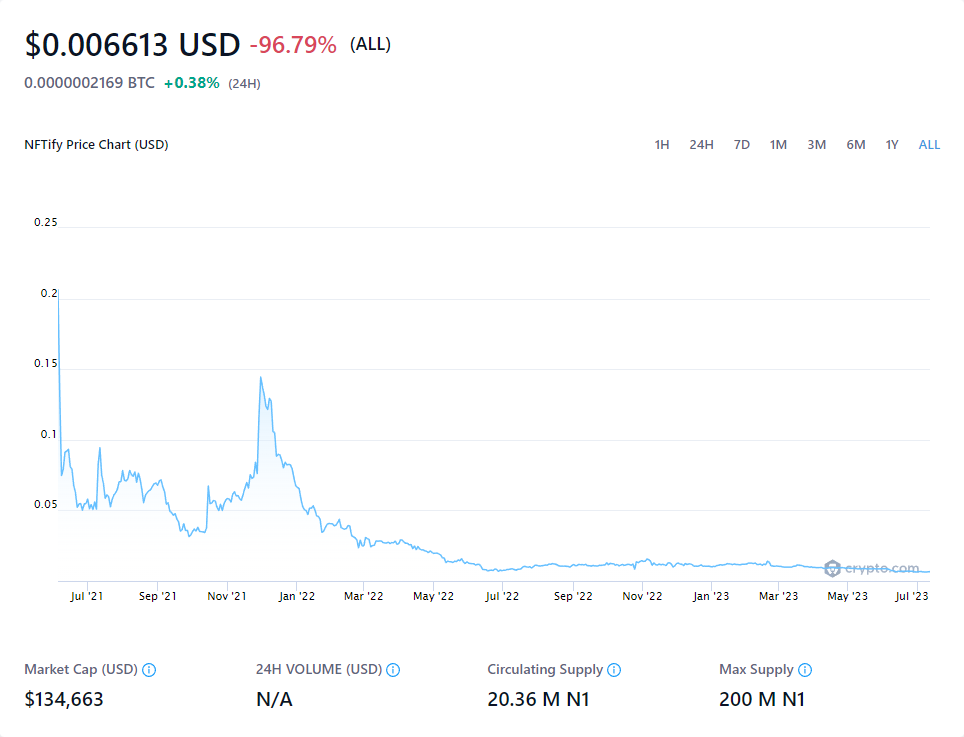 $0.006613 USD -96.79% (ALL)
0.0000002169 BTC +0.38% (24H)
NFTify Price Chart (USD) 1H 24H 7D 1M 3M 6M 1Y ALL
0.25
0.2
0.15
0.1
0.05
crypto.com
Jul '21 Sep '21 Nov '21 Jan '22 Mar '22 May '22 Jul '22 Sep '22 Nov '22 Jan '23 Mar '23 May '23 Jul '23
Market Cap (USD) 24H VOLUME (USD) Circulating Supply Max Supply
$134,663 N/A 20.36 M N1 200 M N1